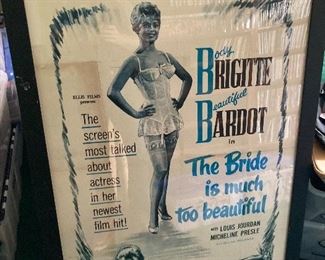 ELLIS FILMS
presents
The
screen's
most talked
about
actress
in her
newest
film hit!
Body
BRIGITTE
Beautiful
BARDOT
in
The Bride
is much
too beautiful
with LOUIS JOURDAN
MICHELINE PRESLE